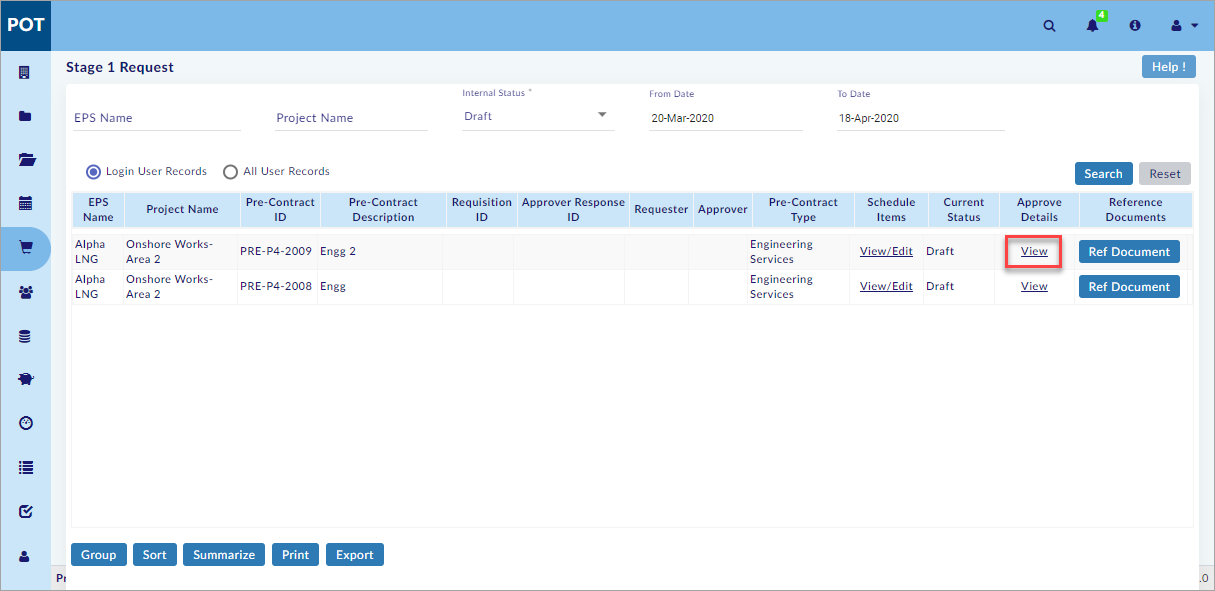 POT
4
Stage 1 Request
Help !
Internal Status *
From Date
To Date
EPS Name
Project Name
Draft
20-Mar-2020
18-Apr-2020
Login User Records
All User Records
Search
Reset
EPS Name
Project Name
Pre-Contract ID
Pre-Contract Description
Requisition ID
Approver Response ID
Requester
Approver
Pre-Contract Type
Schedule Items
Current Status
Approve Details
Reference Documents
Alpha LNG
Onshore Works-Area 2
PRE-P4-2009
Engg 2
Engineering Services
View/Edit
Draft
View
Ref Document
Alpha LNG
Onshore Works-Area 2
PRE-P4-2008
Engg
Engineering Services
View/Edit
Draft
View
Ref Document
Group
Sort
Summarize
Print
Export
.0